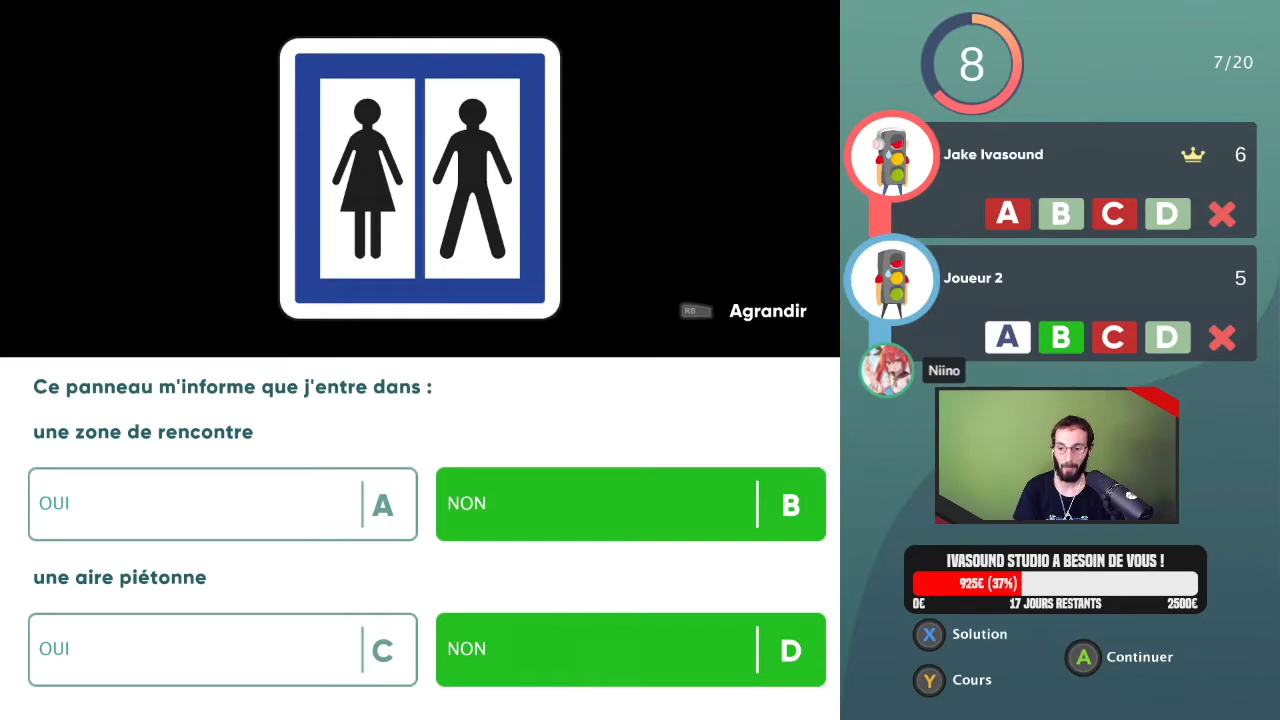 8
7/20
Jake Ivasound
6
A B C D
Joueur 2
5
A B C D
Niino
RB Agrandir
Ce panneau m'informe que j'entre dans :
une zone de rencontre
OUI A
NON B
une aire piétonne
OUI C
NON D
IVASOUND STUDIO A BESOIN DE VOUS !
925€ (37%)
0€ 17 JOURS RESTANTS 2500€
X Solution
A Continuer
Y Cours